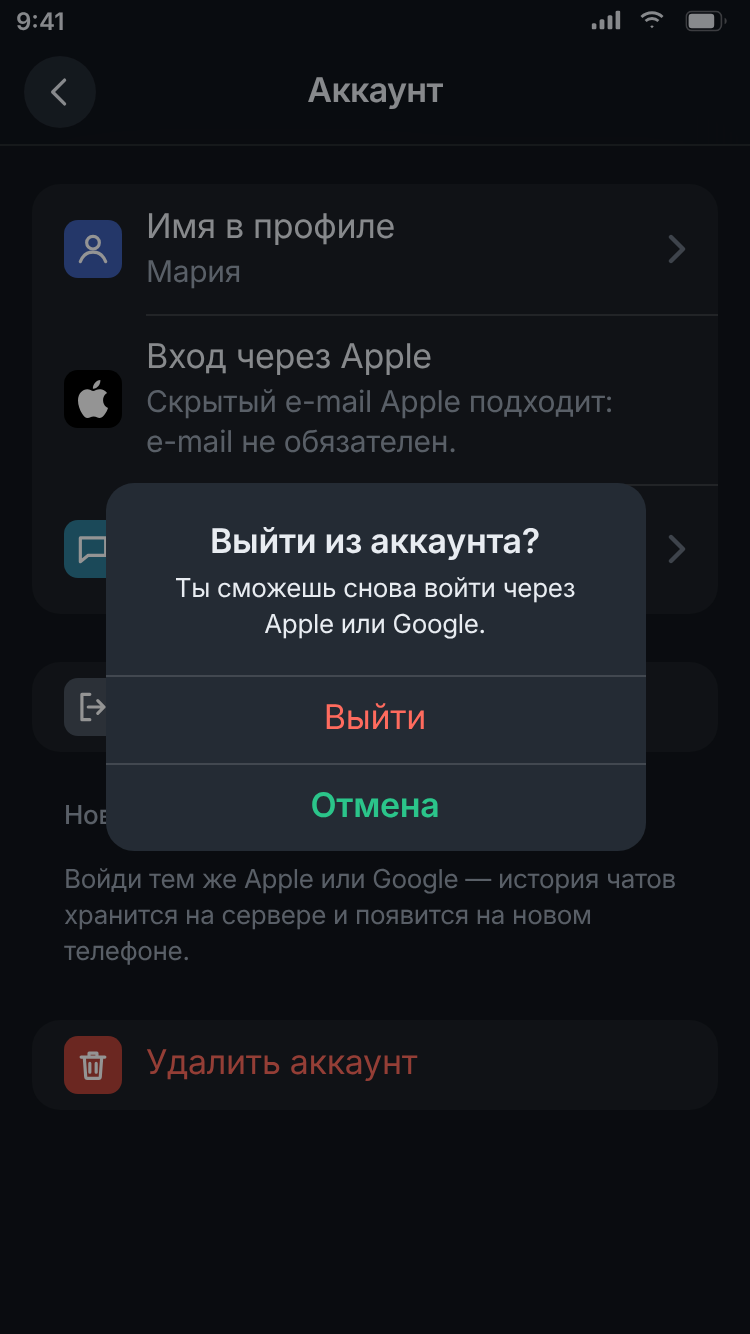 9:41
Аккаунт
Имя в профиле
Мария
Вход через Apple
Скрытый e-mail Apple подходит:
e-mail не обязателен.
Выйти из аккаунта?
Ты сможешь снова войти через
Apple или Google.
Выйти
Отмена
Войди тем же Apple или Google — история чатов
хранится на сервере и появится на новом
телефоне.
Удалить аккаунт